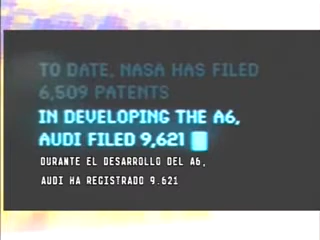 TO DATE, NASA HAS FILED
6,509 PATENTS
IN DEVELOPING THE A6,
AUDI FILED 9,621
DURANTE EL DESARROLLO DEL A6,
AUDI HA REGISTRADO 9.621